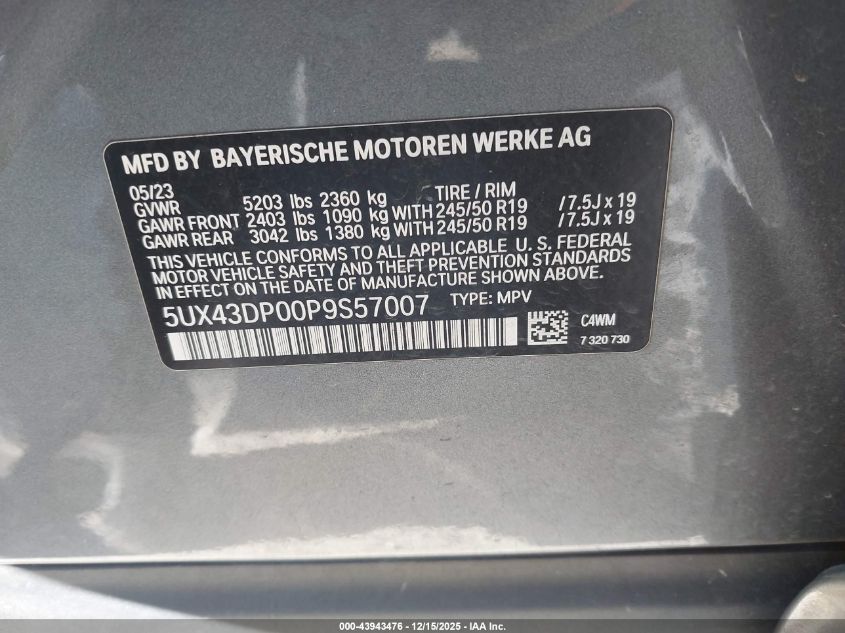 MFD BY BAYERISCHE MOTOREN WERKE AG
05/23 TIRE / RIM
GVWR 5203 lbs 2360 kg
GAWR FRONT 2403 lbs 1090 kg WITH 245/50 R19 /7.5J x 19
GAWR REAR 3042 lbs 1380 kg WITH 245/50 R19 /7.5J x 19
THIS VEHICLE CONFORMS TO ALL APPLICABLE U. S. FEDERAL
MOTOR VEHICLE SAFETY AND THEFT PREVENTION STANDARDS
IN EFFECT ON THE DATE OF MANUFACTURE SHOWN ABOVE.
5UX43DP00P9S57007 TYPE: MPV
C4WM
7 320 730
000-43943476 - 12/15/2025 - IAA Inc.